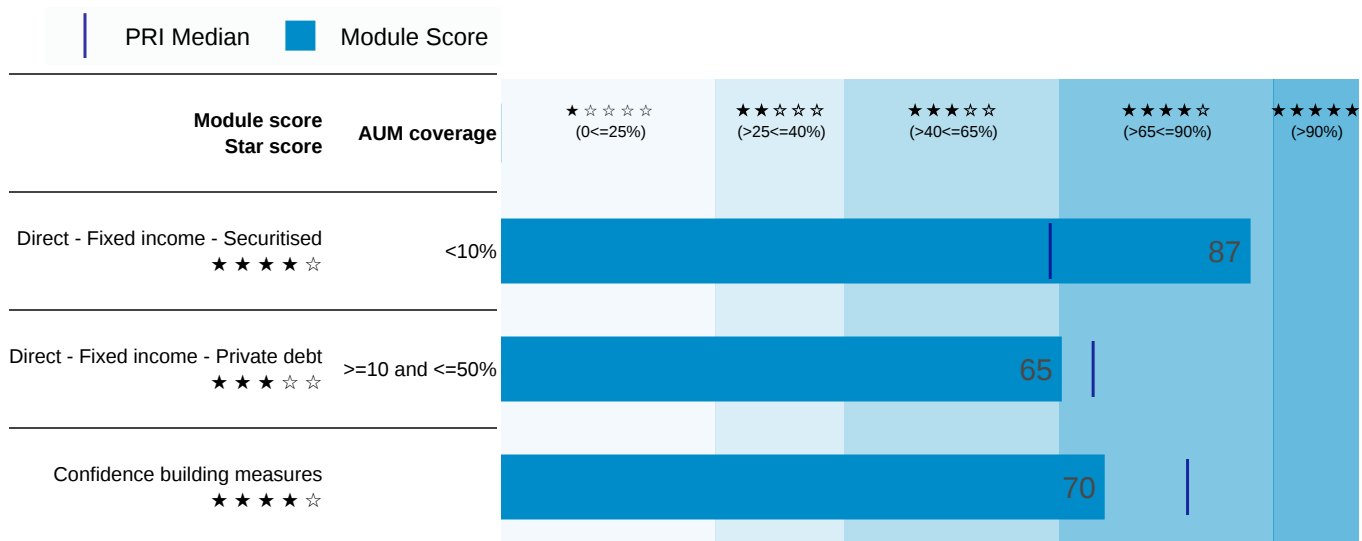 PRI Median Module Score
Module score
Star score
AUM coverage
★☆☆☆☆
(0<=25%)
★★☆☆☆
(>25<=40%)
★★★☆☆
(>40<=65%)
★★★★☆
(>65<=90%)
★★★★★
(>90%)
Direct - Fixed income - Securitised
★★★★☆
<10%
87
Direct - Fixed income - Private debt
★★★☆☆
>=10 and <=50%
65
Confidence building measures
★★★★☆
70